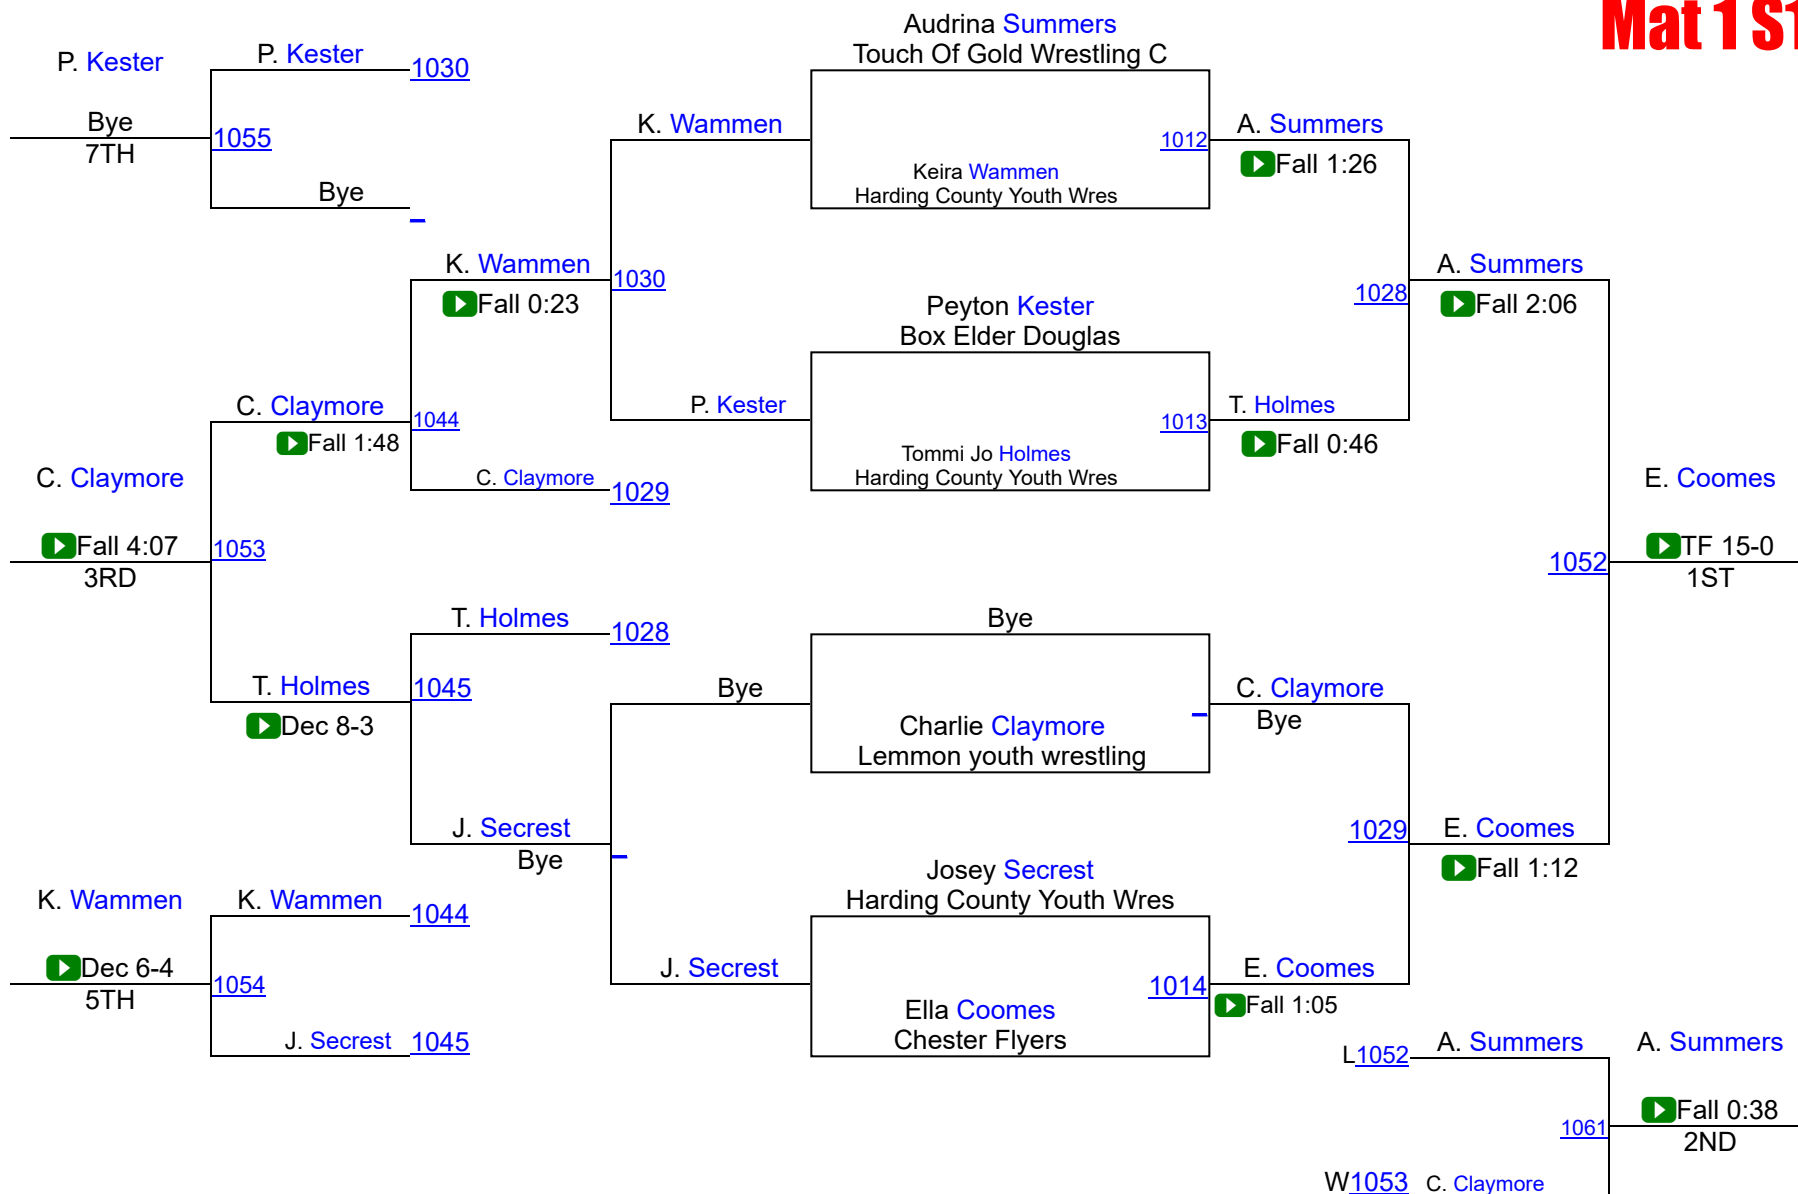 Mat 1 S1
Audrina Summers
Touch Of Gold Wrestling C
P. Kester
P. Kester
1030
Bye
7TH
1055
Bye
K. Wammen
1012
A. Summers
Fall 1:26
Keira Wammen
Harding County Youth Wres
K. Wammen
Fall 0:23
1030
A. Summers
Fall 2:06
1028
Peyton Kester
Box Elder Douglas
C. Claymore
Fall 1:48
1044
P. Kester
1013
T. Holmes
Fall 0:46
Tommi Jo Holmes
Harding County Youth Wres
C. Claymore
C. Claymore
1029
E. Coomes
Fall 4:07
3RD
1053
1052
TF 15-0
1ST
T. Holmes
1028
Bye
T. Holmes
Dec 8-3
1045
Bye
C. Claymore
Bye
Charlie Claymore
Lemmon youth wrestling
J. Secrest
Bye
1029
E. Coomes
Fall 1:12
Josey Secrest
Harding County Youth Wres
K. Wammen
K. Wammen
1044
Dec 6-4
5TH
1054
J. Secrest
1014
E. Coomes
Fall 1:05
Ella Coomes
Chester Flyers
J. Secrest
1045
L1052
A. Summers
A. Summers
Fall 0:38
2ND
1061
W1053
C. Claymore